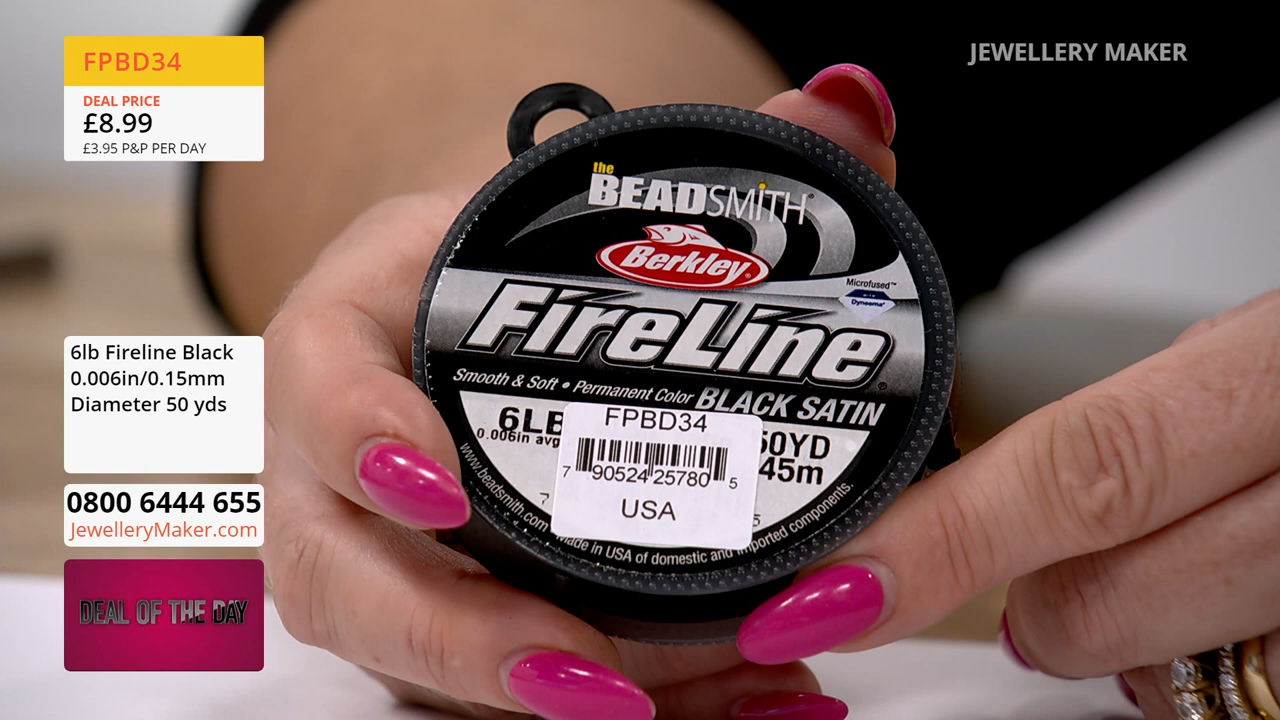 FPBD34
DEAL PRICE
£8.99
£3.95 P&P PER DAY
JEWELLERY MAKER
the
BEADSMITH
Berkley
Microfused™
Dyneema
FIRELINE
Smooth & Soft • Permanent Color BLACK SATIN
6LB
0.006in avg
50YD
45m
FPBD34
7 90524 25780 5
USA
www.beadsmith.com
Made in USA of domestic and imported components.
6lb Fireline Black
0.006in/0.15mm
Diameter 50 yds
0800 6444 655
JewelleryMaker.com
DEAL OF THE DAY